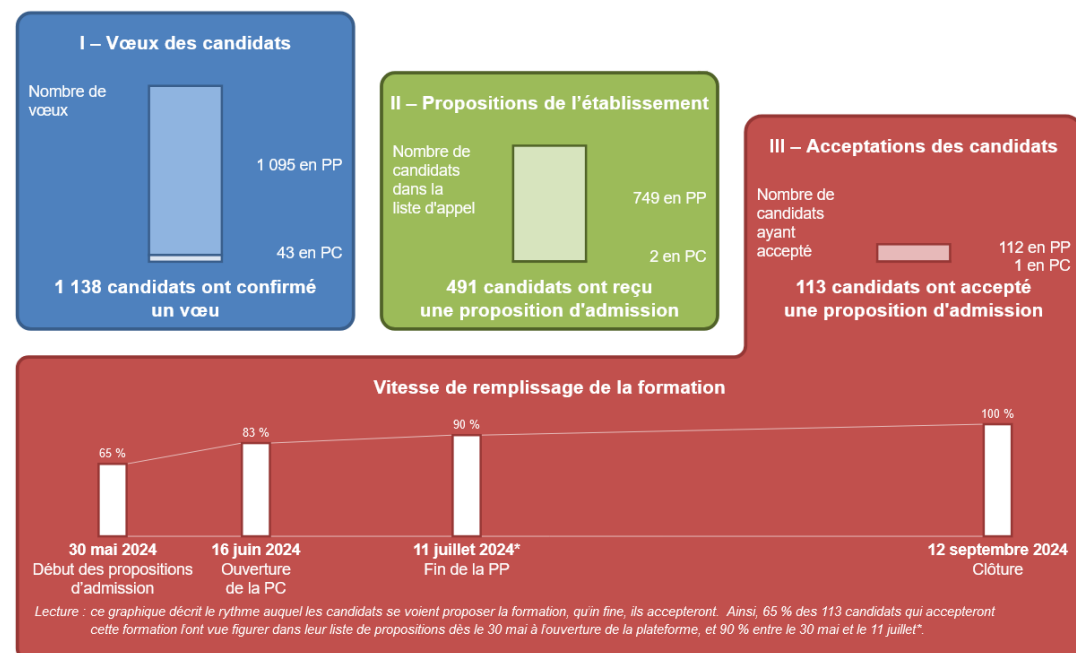 I – Vœux des candidats
Nombre de
vœux
1 095 en PP
43 en PC
1 138 candidats ont confirmé
un vœu
II – Propositions de l'établissement
Nombre de
candidats
dans la
liste d'appel
749 en PP
2 en PC
491 candidats ont reçu
une proposition d'admission
III – Acceptations des candidats
Nombre de
candidats
ayant
accepté
112 en PP
1 en PC
113 candidats ont accepté
une proposition d'admission
Vitesse de remplissage de la formation
65 %
83 %
90 %
100 %
30 mai 2024
Début des propositions
d'admission
16 juin 2024
Ouverture
de la PC
11 juillet 2024*
Fin de la PP
12 septembre 2024
Clôture
Lecture : ce graphique décrit le rythme auquel les candidats se voient proposer la formation, qu'in fine, ils accepteront. Ainsi, 65 % des 113 candidats qui accepteront
cette formation l'ont vue figurer dans leur liste de propositions dès le 30 mai à l'ouverture de la plateforme, et 90 % entre le 30 mai et le 11 juillet*.